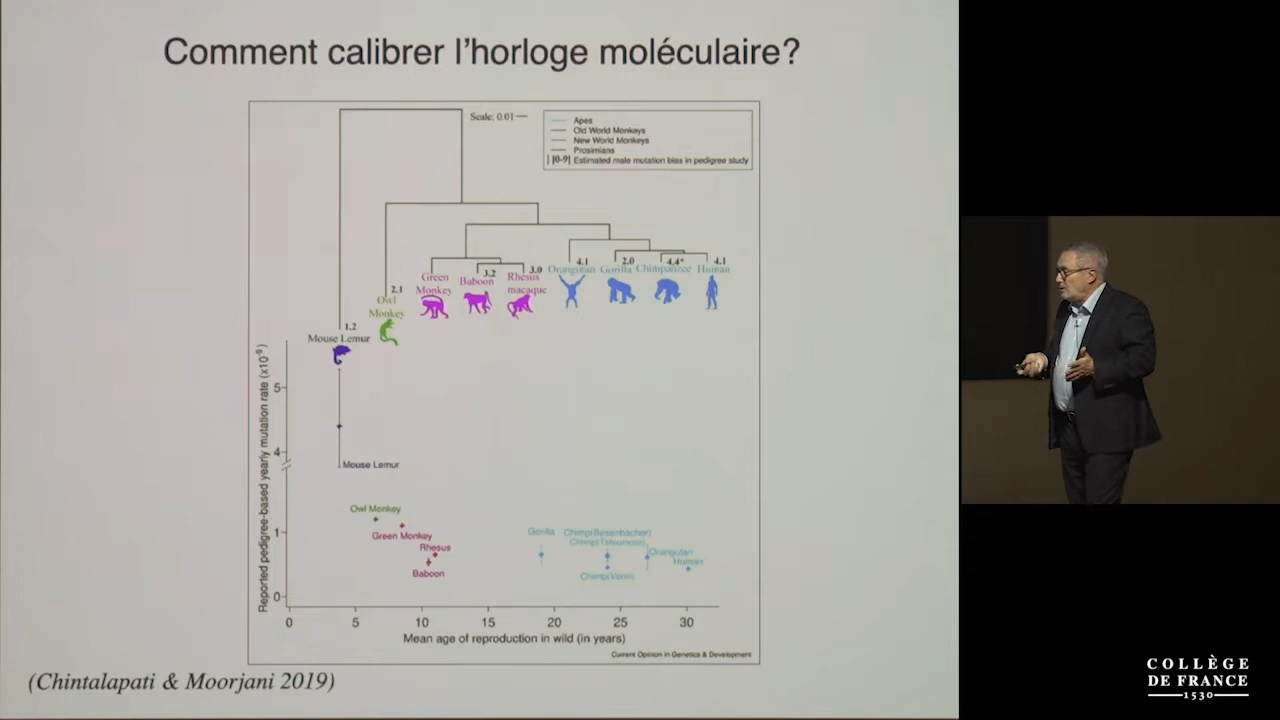 Comment calibrer l'horloge moléculaire?
Scale: 0.01
Apes
Old World Monkeys
New World Monkeys
Prosimians
|0-9| Estimated male mutation bias in pedigree study
4.1
2.0
4.4*
4.1
3.2
3.0
Orangutan
Gorilla
Chimpanzee
Human
Green
Monkey
Baboon
Rhesus
macaque
2.1
Owl
Monkey
1.2
Mouse Lemur
Reported pedigree-based yearly mutation rate (x10⁻⁹)
5
4
1
0
Mouse Lemur
Owl Monkey
Green Monkey
Rhesus
Baboon
Gorilla
Chimp(Besenbacher)
Chimp(Tatsumoto)
Chimp(Venn)
Orangutan
Human
0 5 10 15 20 25 30
Mean age of reproduction in wild (in years)
Current Opinion in Genetics & Development
(Chintalapati & Moorjani 2019)
COLLÈGE
DE FRANCE
1530